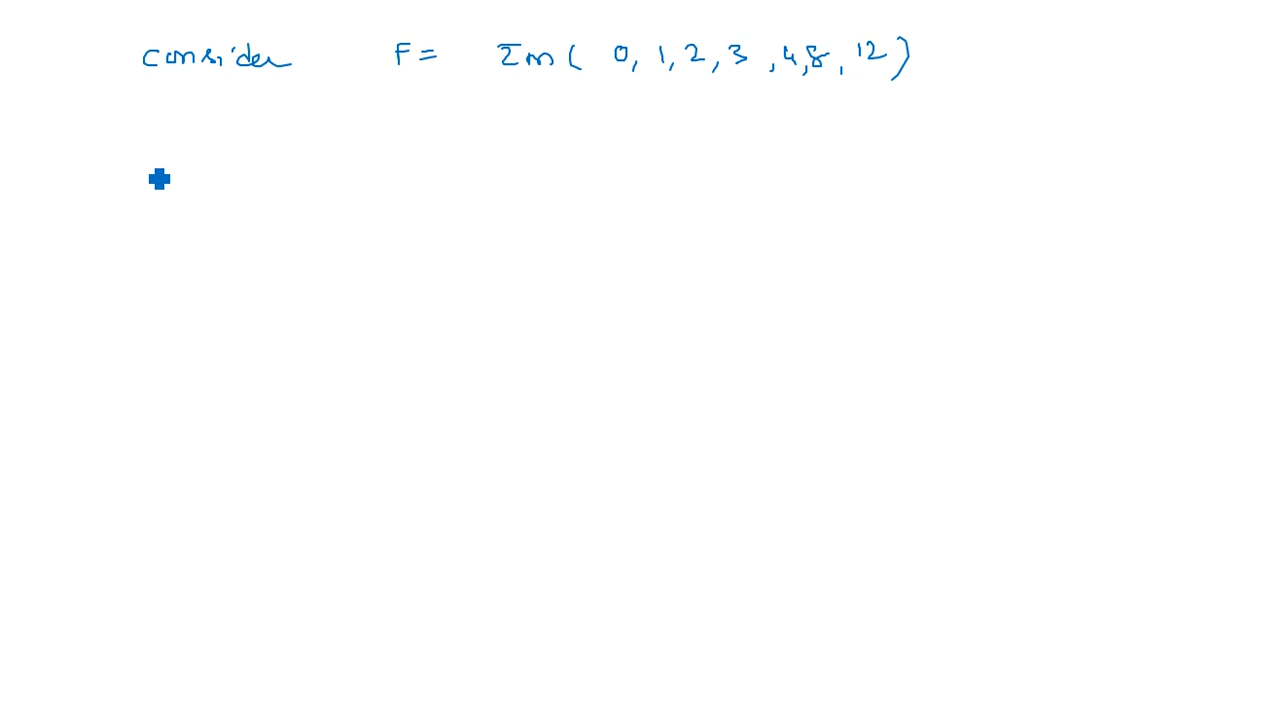 consider F = Σm( 0, 1, 2, 3 , 4, 8, 12)